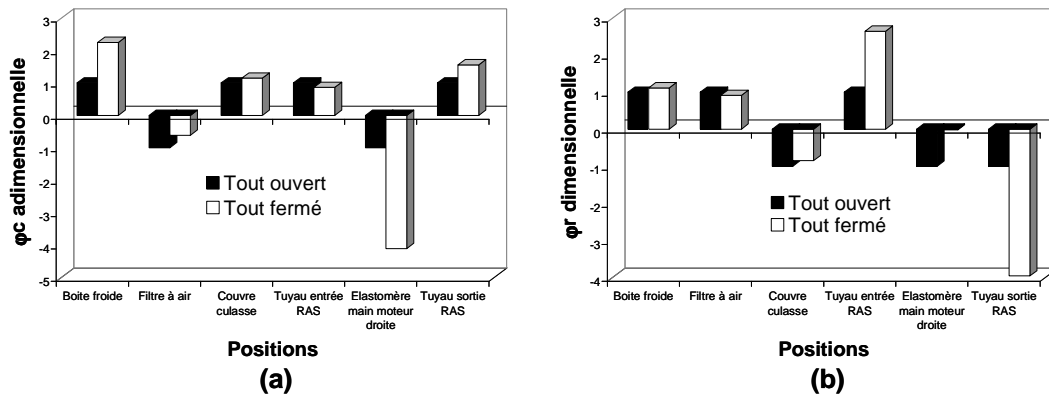 φc adimensionnelle
3
2
1
0
-1
-2
-3
-4
-5
Tout ouvert
Tout fermé
Boite froide
Filtre à air
Couvre
culasse
Tuyau entrée
RAS
Elastomère
main moteur
droite
Tuyau sortie
RAS
Positions
(a)
φr dimensionnelle
3
2
1
0
-1
-2
-3
-4
Tout ouvert
Tout fermé
Boite froide
Filtre à air
Couvre
culasse
Tuyau entrée
RAS
Elastomère
main moteur
droite
Tuyau sortie
RAS
Positions
(b)